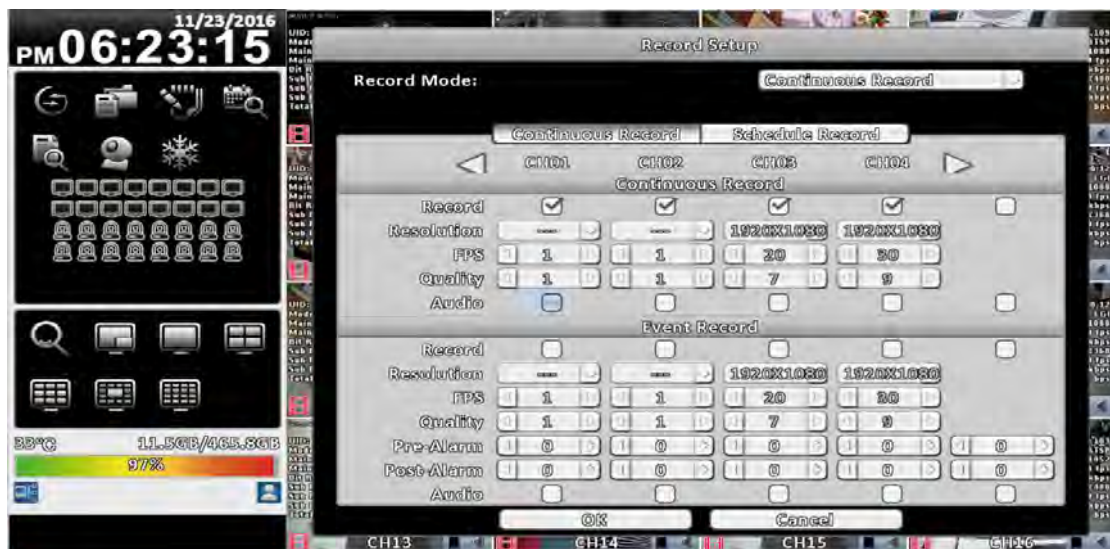 11/23/2016
PM 06:23:15
33°C 11.5GB/465.8GB
97%
Record Setup
Record Mode: Continuous Record
Continuous Record Schedule Record
CH01 CH02 CH03 CH04
Continuous Record
Record
Resolution --- --- 1920X1080 1920X1080
FPS 1 1 20 30
Quality 1 1 7 9
Audio
Event Record
Record
Resolution --- --- 1920X1080 1920X1080
FPS 1 1 20 30
Quality 1 1 7 9
Pre-Alarm 0 0 0 0 0
Post-Alarm 0 0 0 0 0
Audio
OK Cancel
CH13 CH14 CH15 CH16